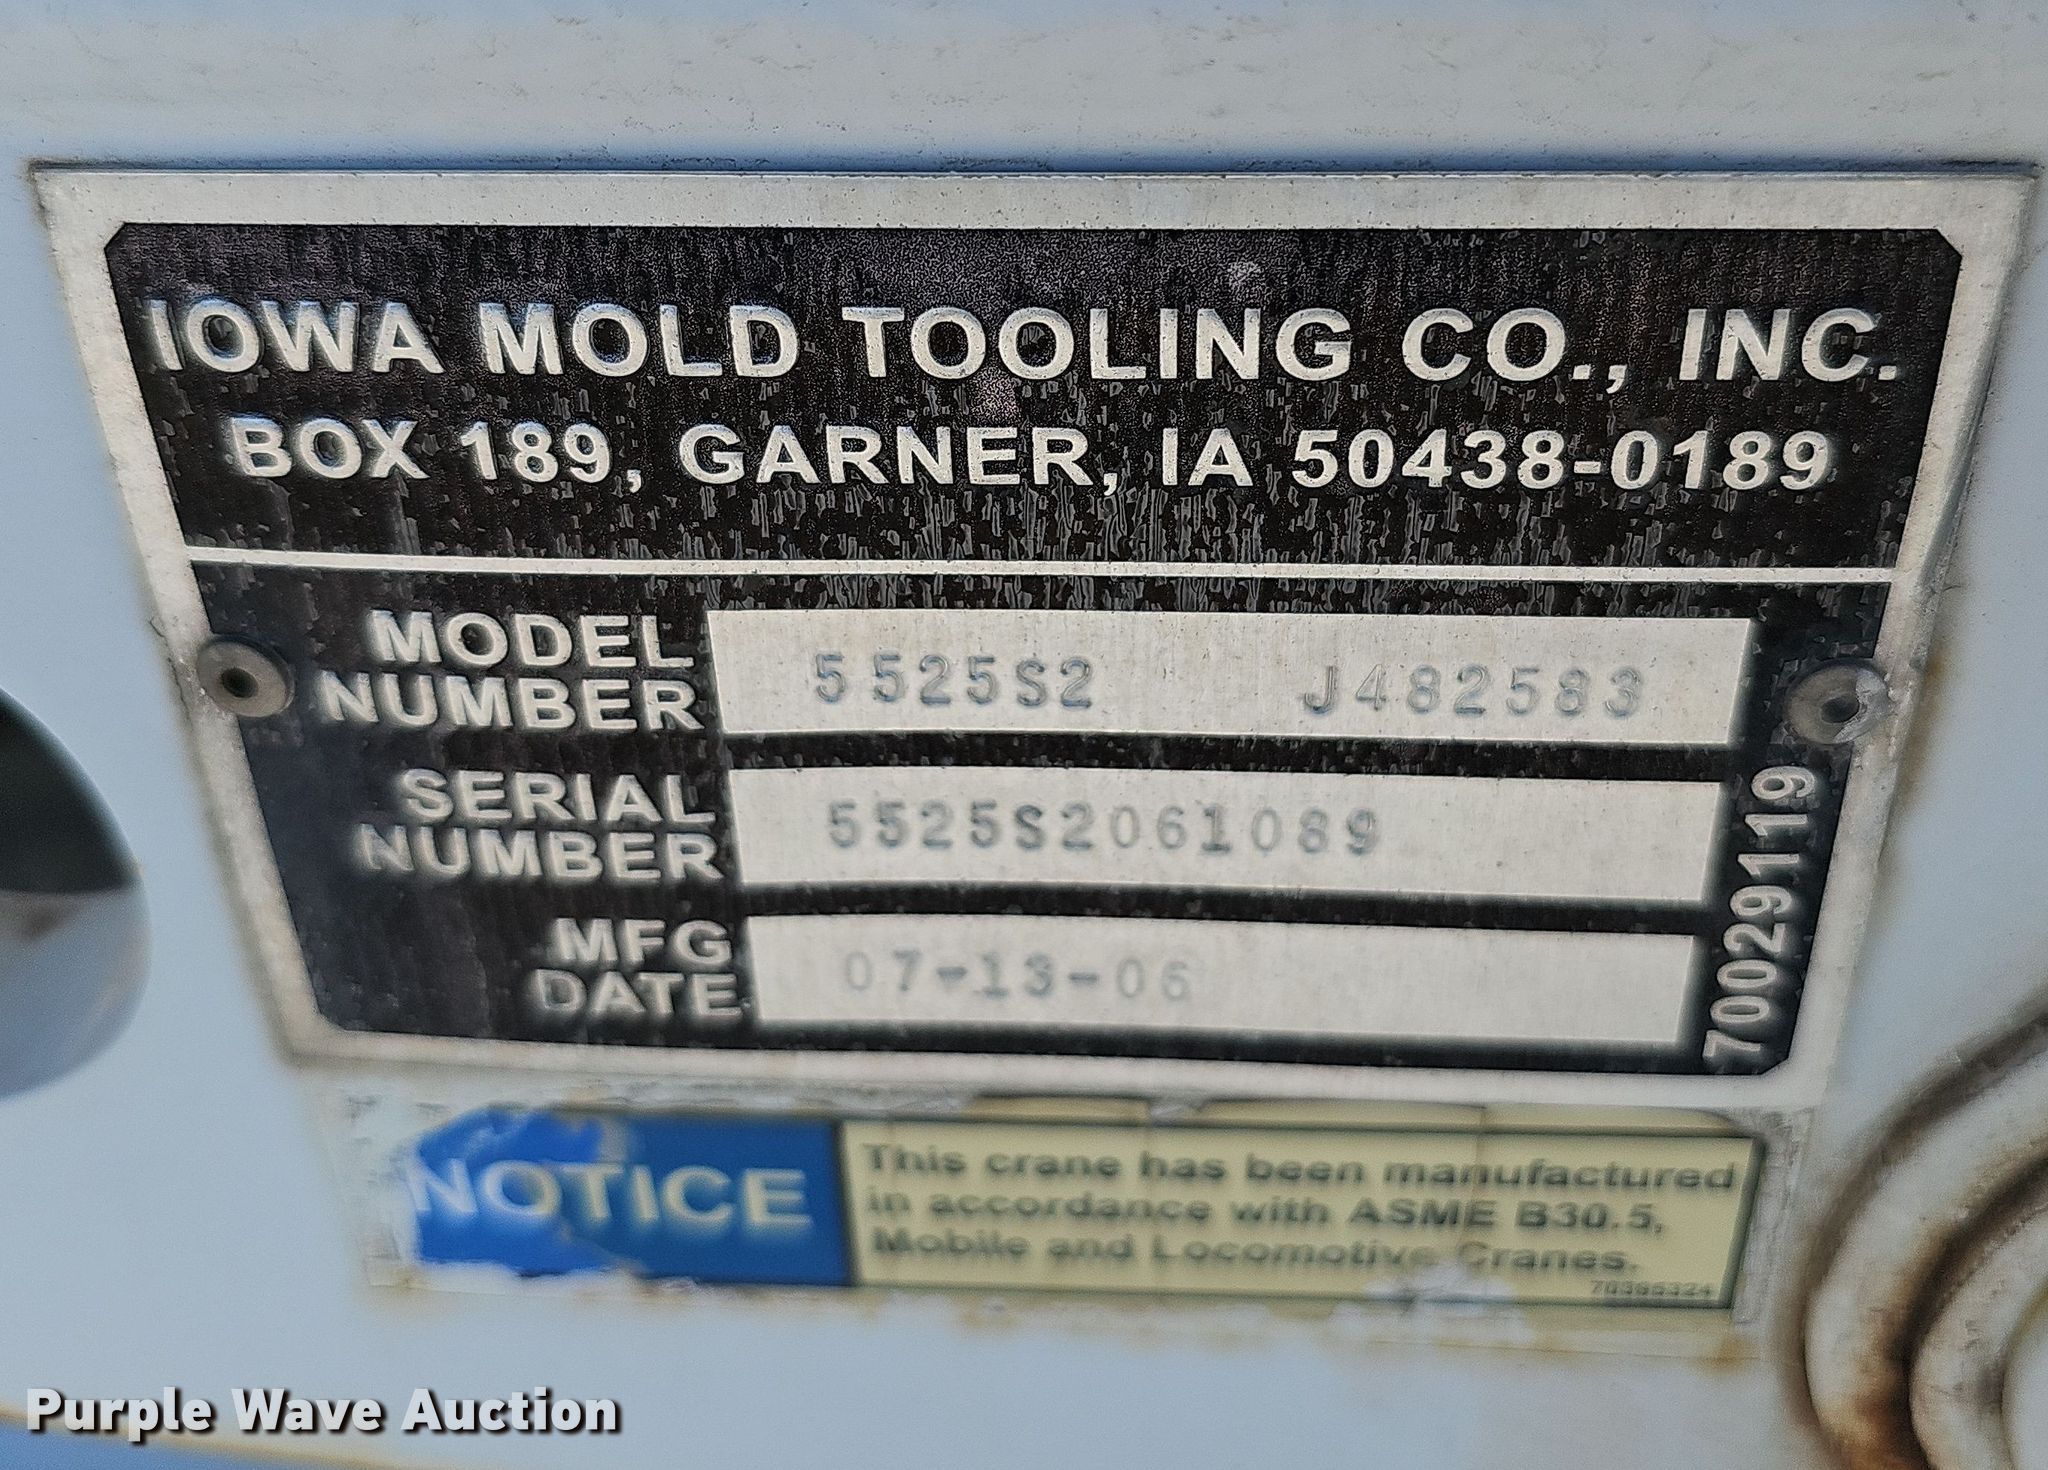 IOWA MOLD TOOLING CO., INC.
BOX 189, GARNER, IA 50438-0189
MODEL NUMBER 5525S2 J482583
SERIAL NUMBER 5525S2061089
MFG DATE 07-13-06
70029119
NOTICE
This crane has been manufactured
in accordance with ASME B30.5,
Mobile and Locomotive Cranes.
Purple Wave Auction